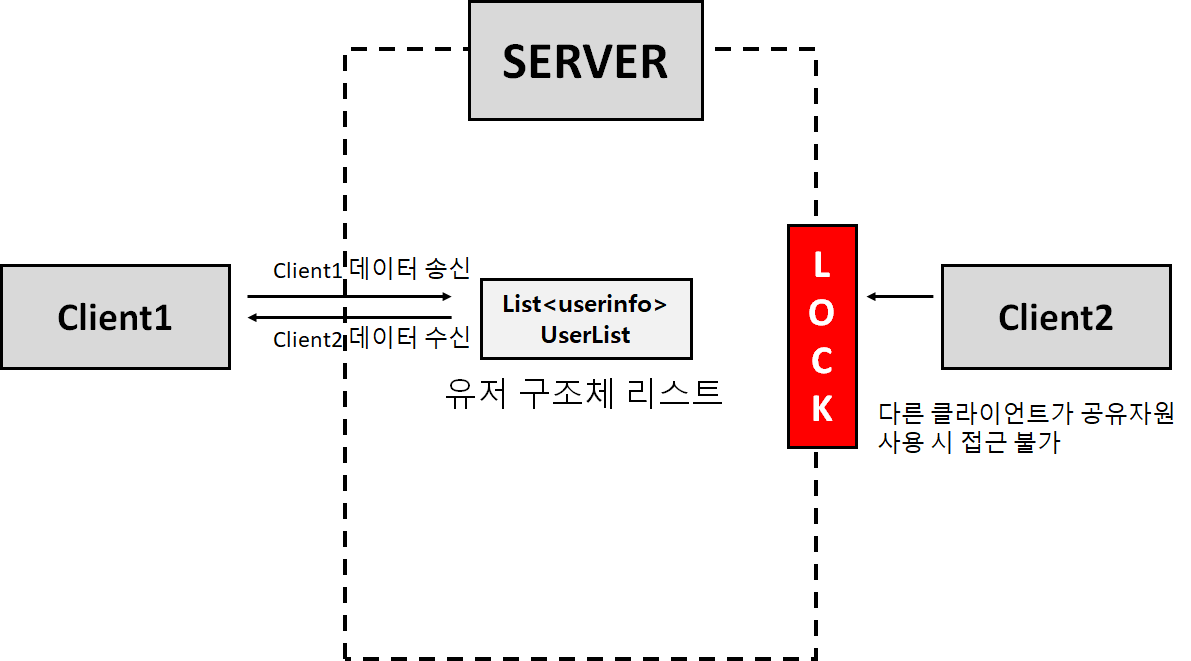 SERVER
Client1 데이터 송신
Client1
Client2 데이터 수신
List<userinfo>
UserList
유저 구조체 리스트
L
O
C
K
Client2
다른 클라이언트가 공유자원
사용 시 접근 불가